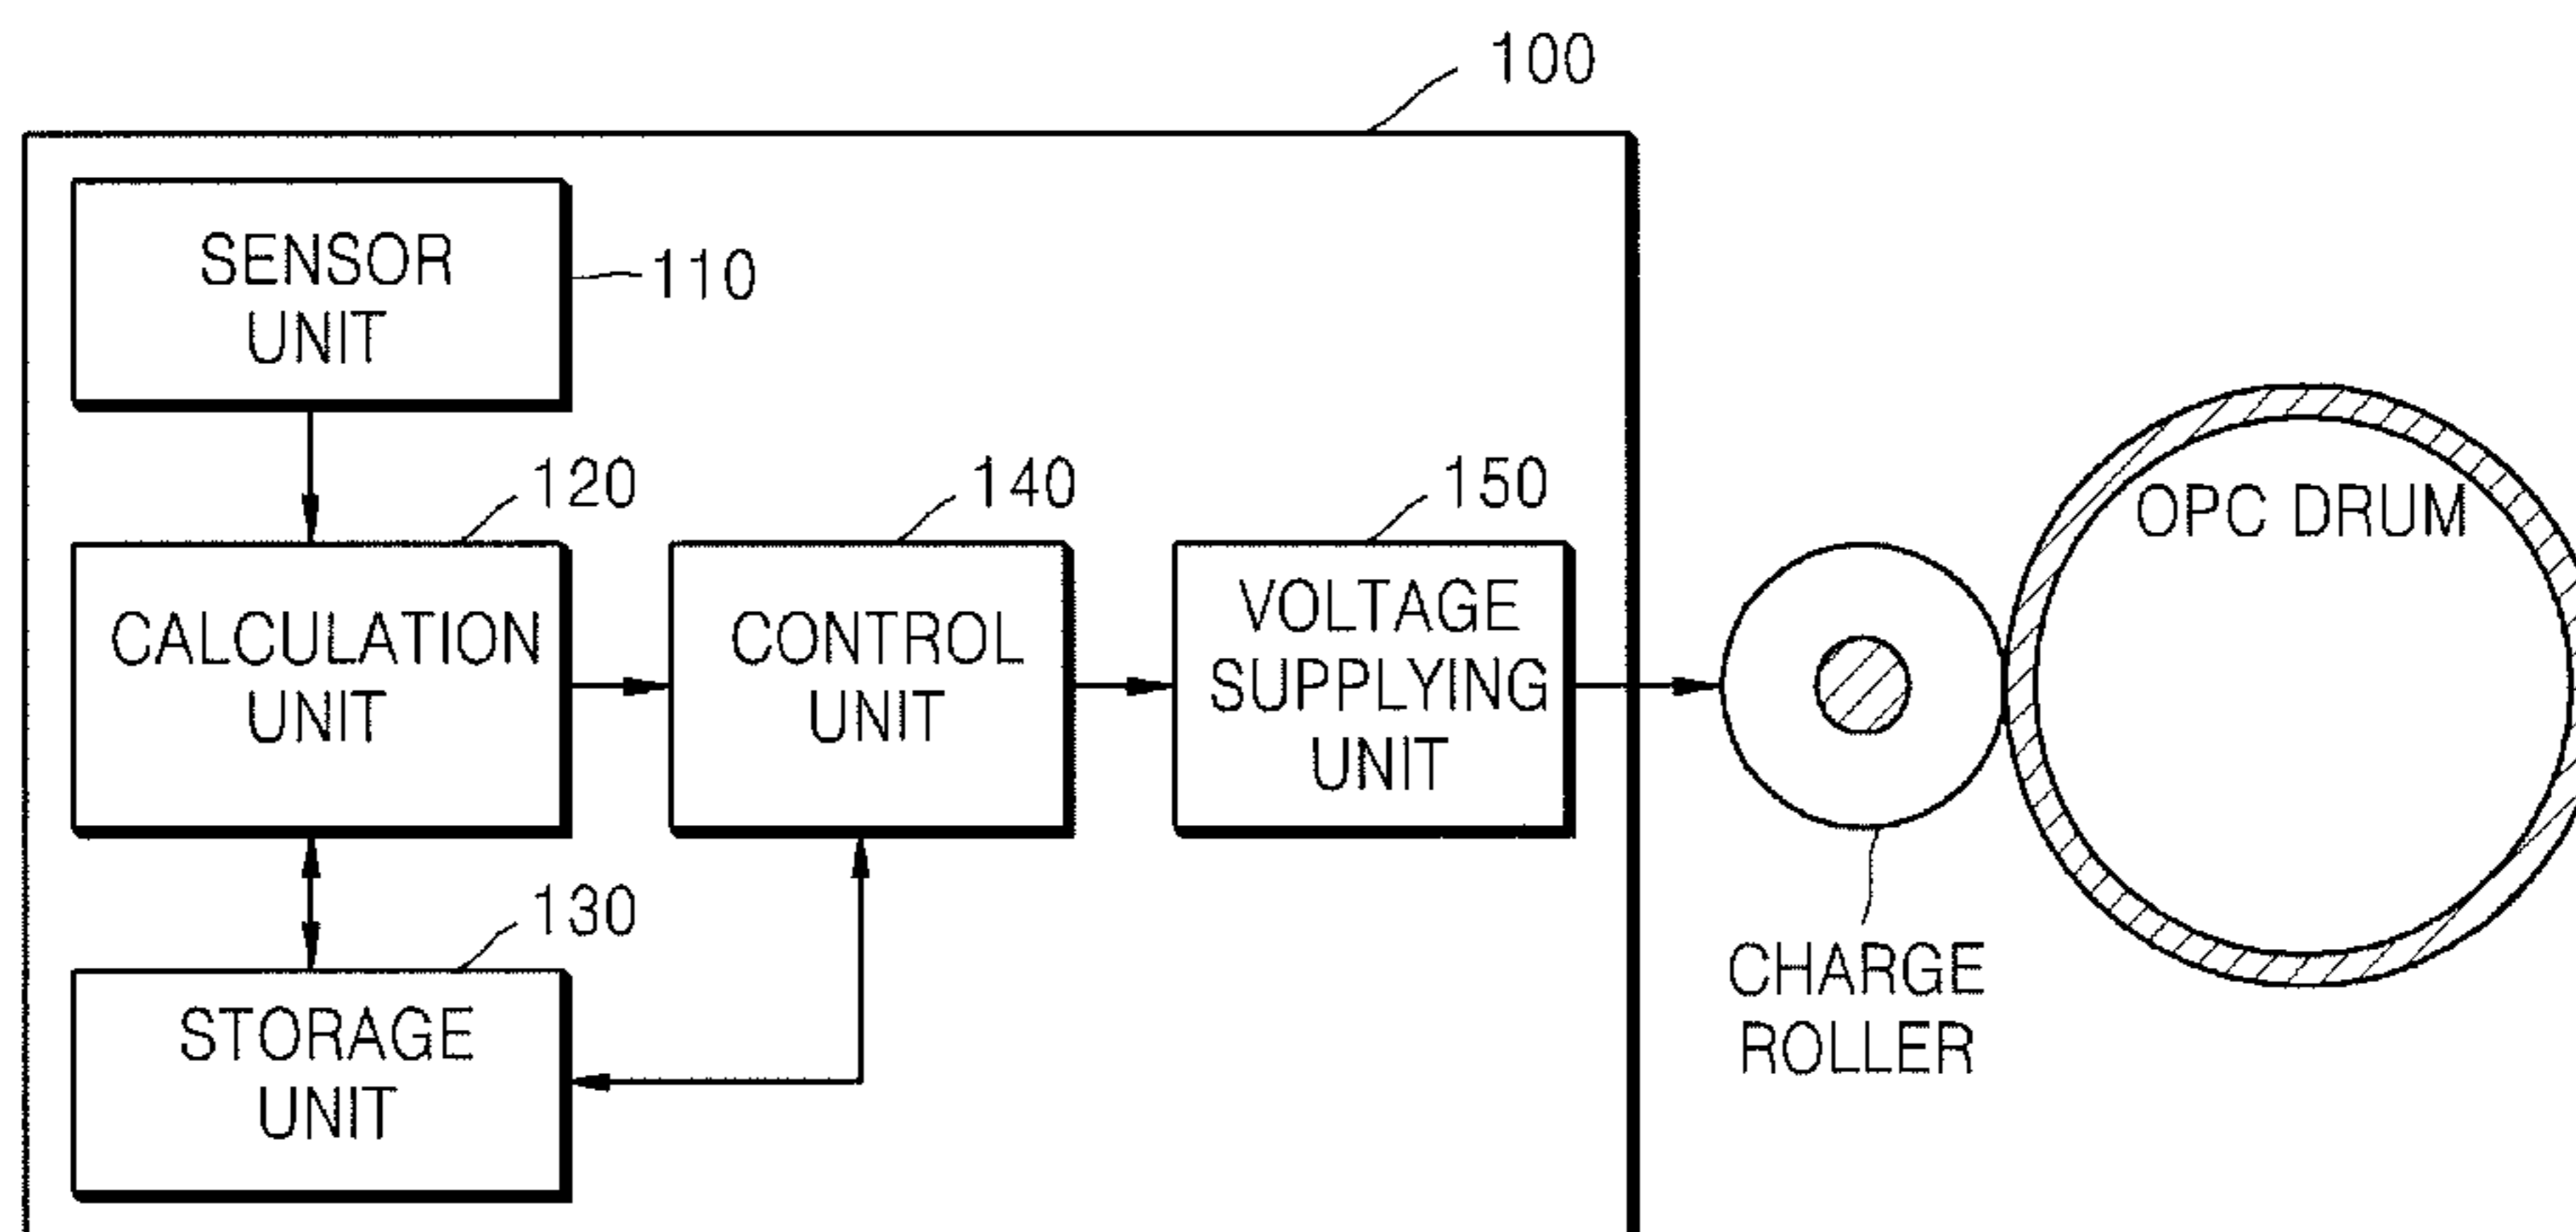 100
SENSOR
UNIT
110
120
140
150
OPC DRUM
CALCULATION
UNIT
CONTROL
UNIT
VOLTAGE
SUPPLYING
UNIT
130
STORAGE
UNIT
CHARGE
ROLLER